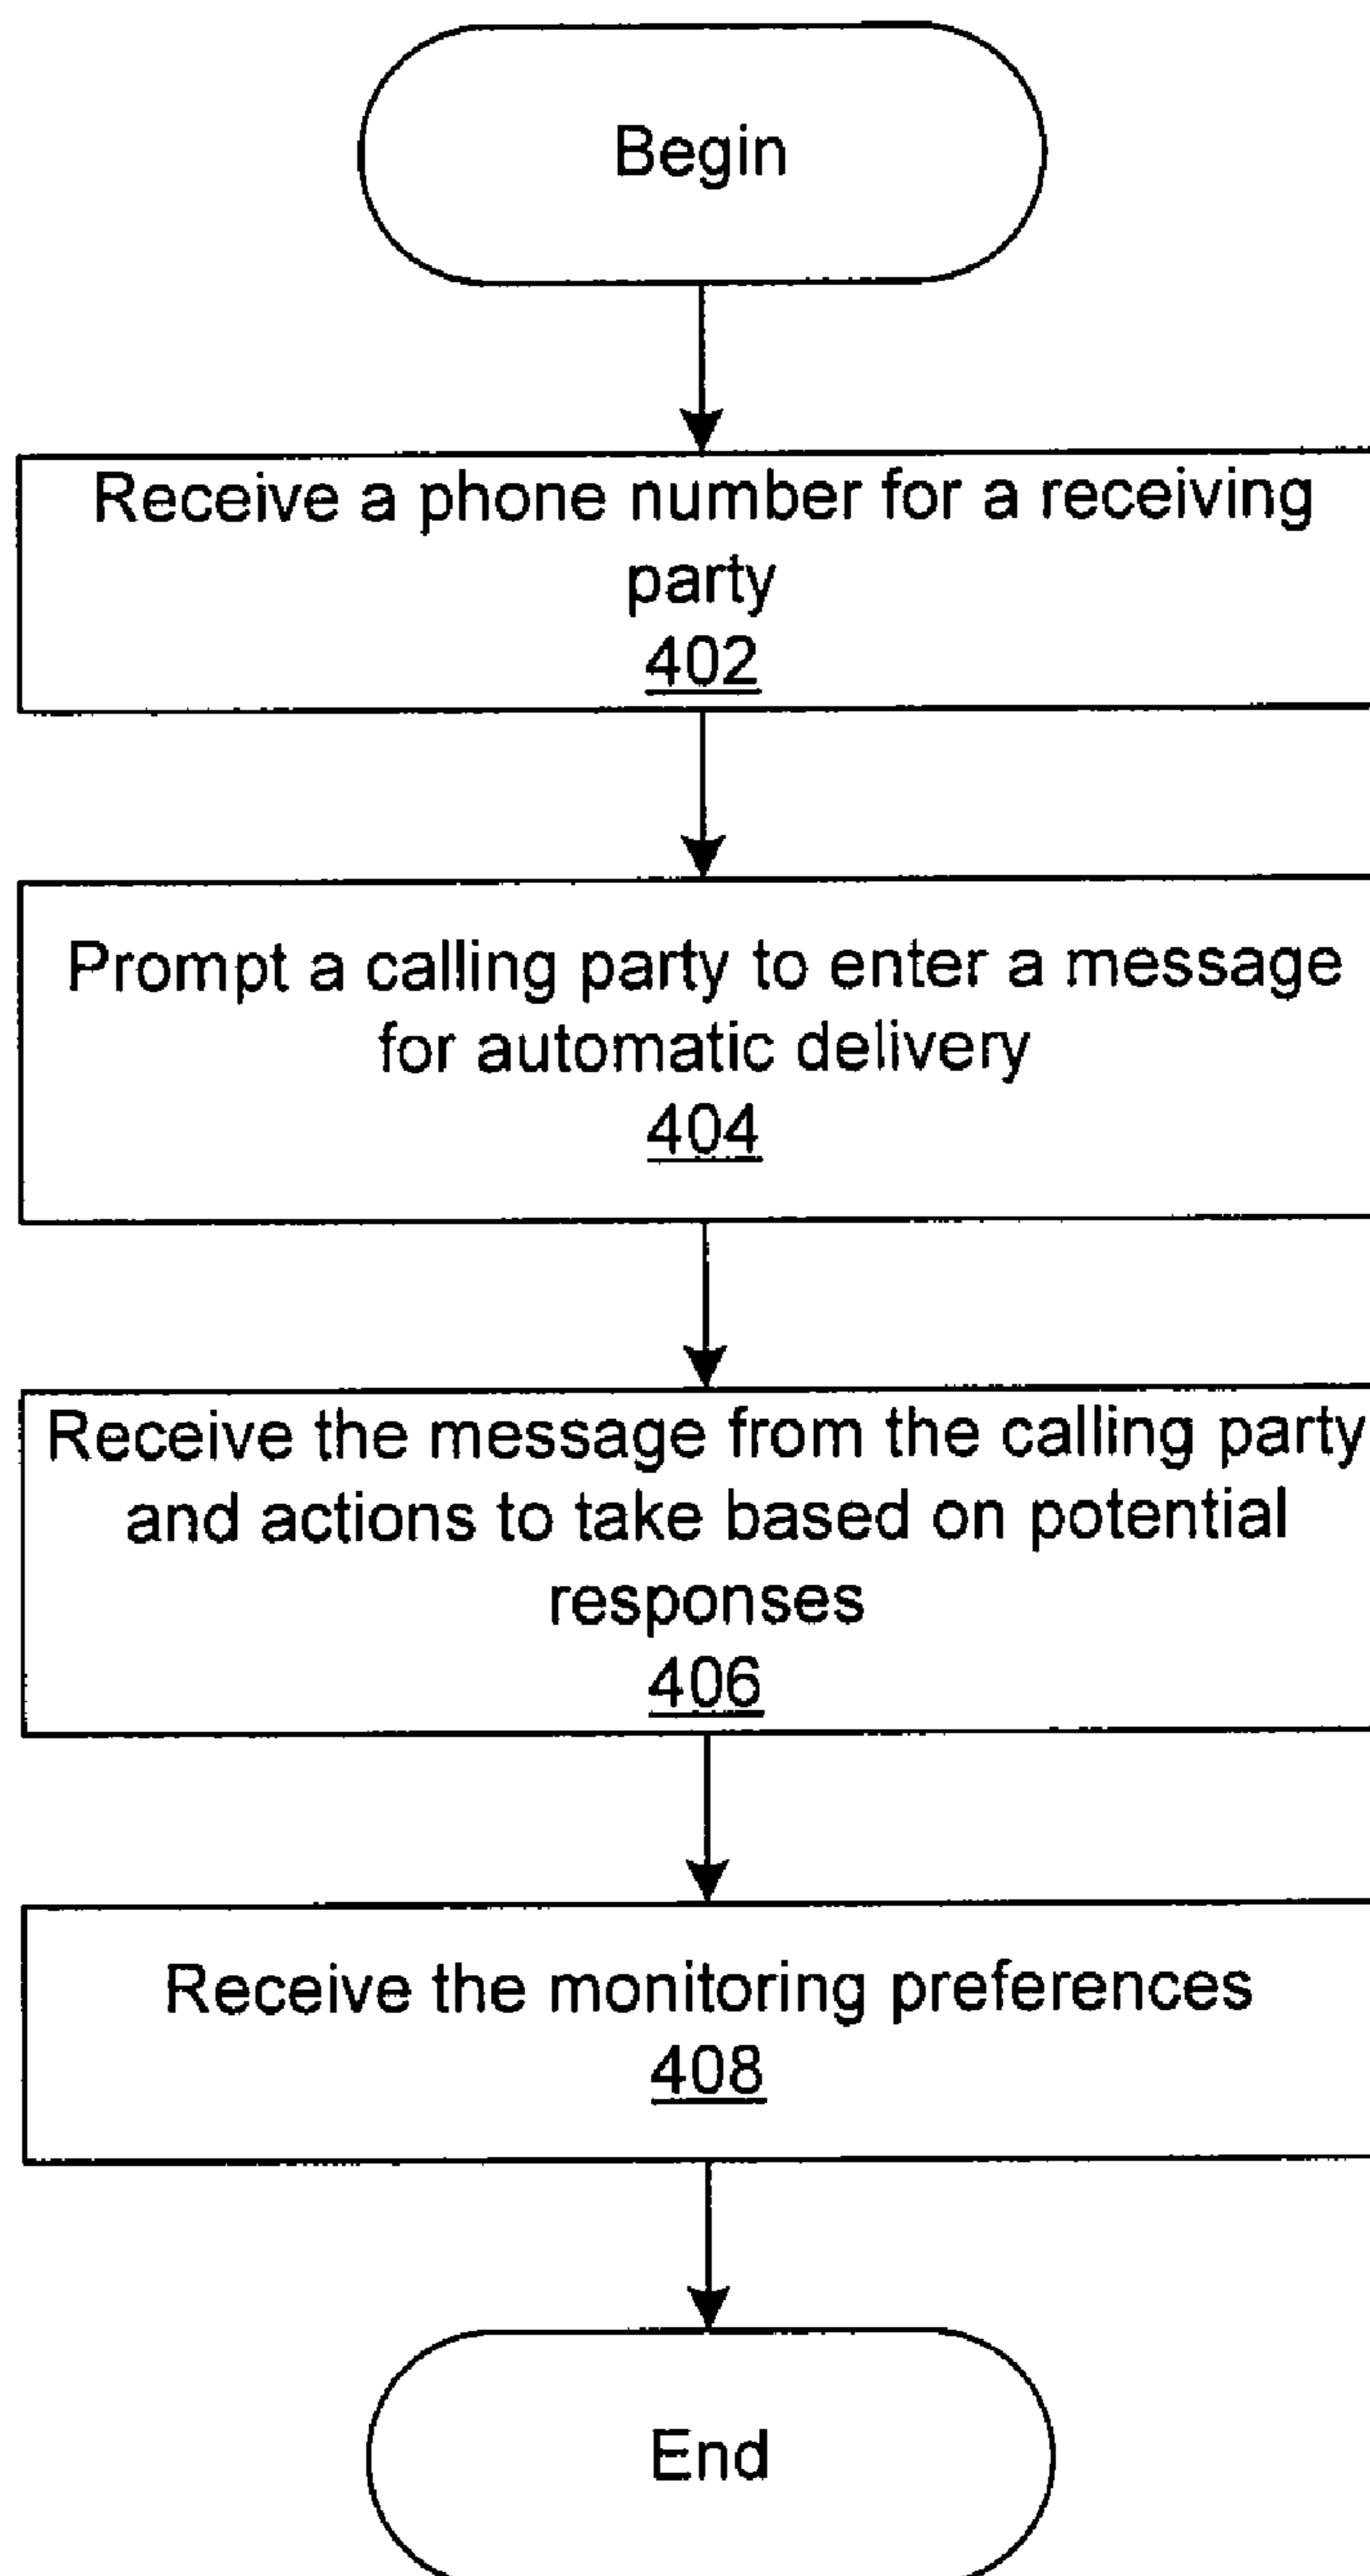 Begin
Receive a phone number for a receiving
party
402
Prompt a calling party to enter a message
for automatic delivery
404
Receive the message from the calling party
and actions to take based on potential
responses
406
Receive the monitoring preferences
408
End